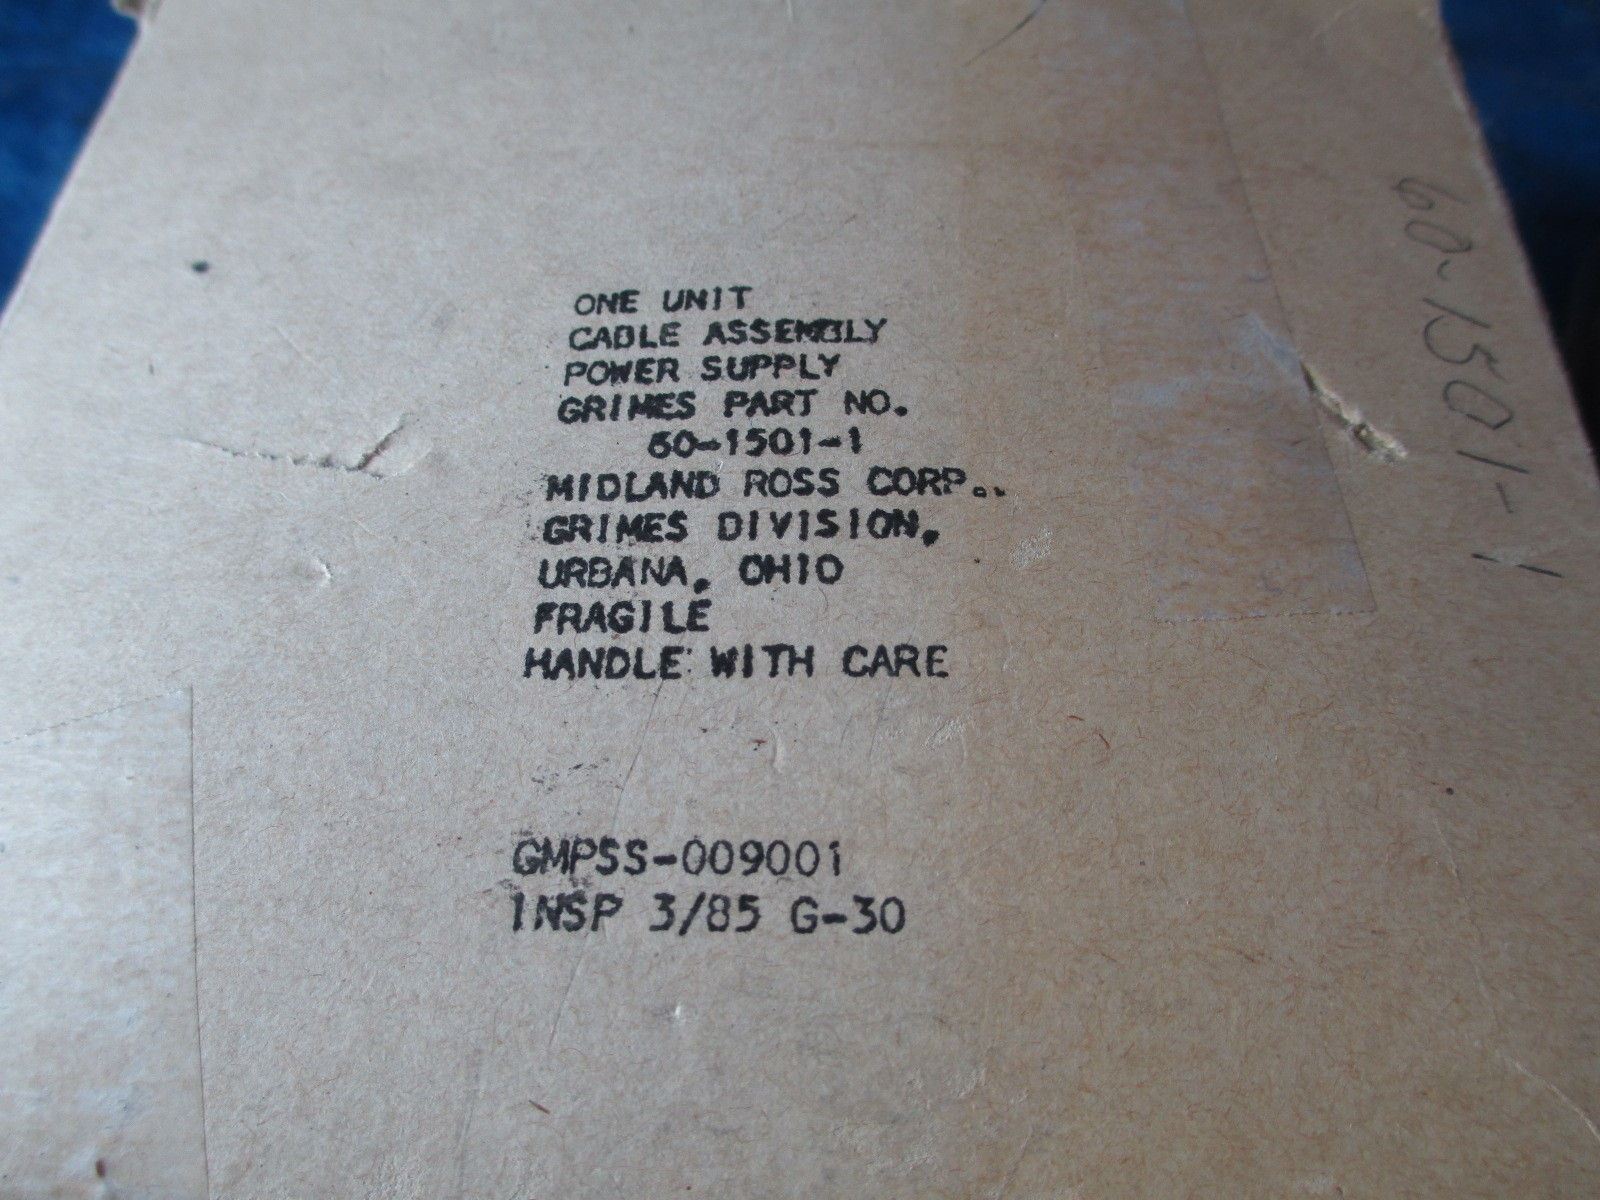 ONE UNIT
CABLE ASSEMBLY
POWER SUPPLY
GRIMES PART NO.
60-1501-1
MIDLAND ROSS CORP..
GRIMES DIVISION,
URBANA, OHIO
FRAGILE
HANDLE WITH CARE
GMPSS-009001
INSP 3/85 G-30
60-1501-1